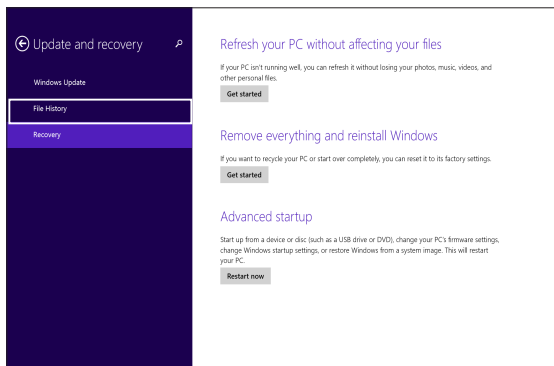 Update and recovery
Windows Update
File History
Recovery
Refresh your PC without affecting your files
If your PC isn't running well, you can refresh it without losing your photos, music, videos, and
other personal files.
Get started
Remove everything and reinstall Windows
If you want to recycle your PC or start over completely, you can reset it to its factory settings.
Get started
Advanced startup
Start up from a device or disc (such as a USB drive or DVD), change your PC's firmware settings,
change Windows startup settings, or restore Windows from a system image. This will restart
your PC.
Restart now